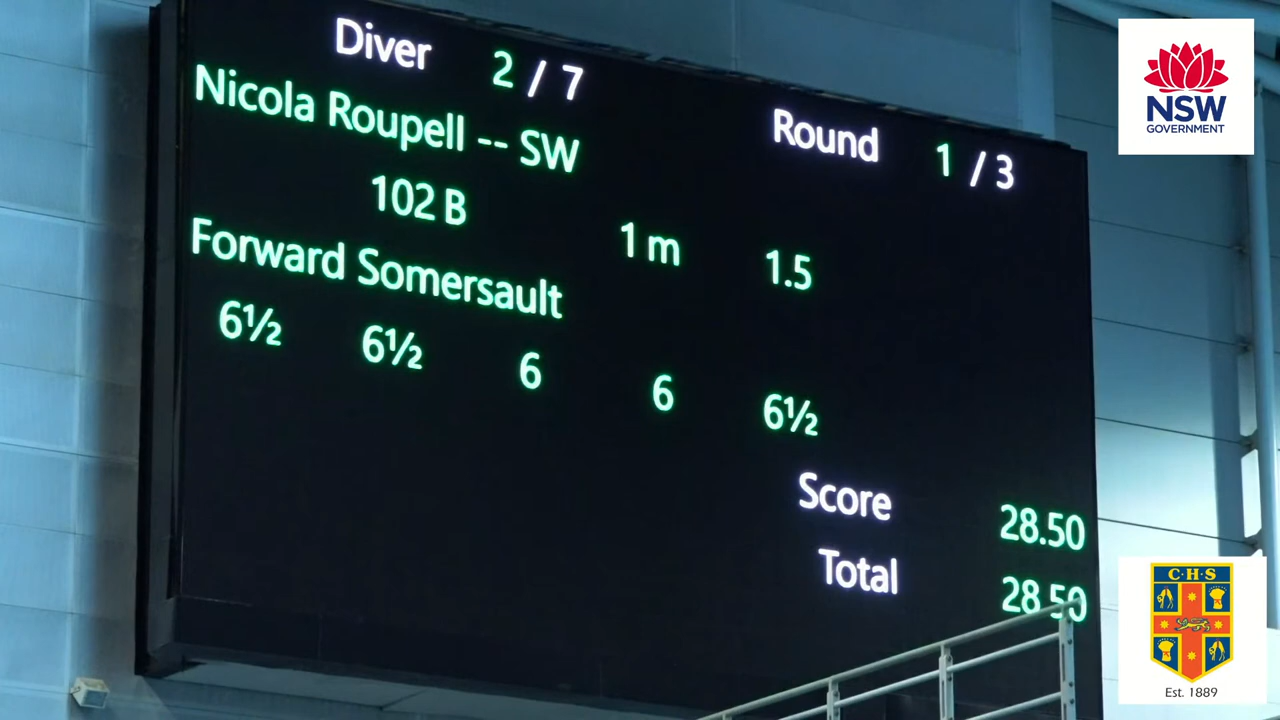 Diver 2 / 7
Round 1 / 3
Nicola Roupell -- SW
102 B 1 m 1.5
Forward Somersault
6½ 6½ 6 6 6½
Score 28.50
Total 28.50
NSW
GOVERNMENT
C·H·S
Est. 1889